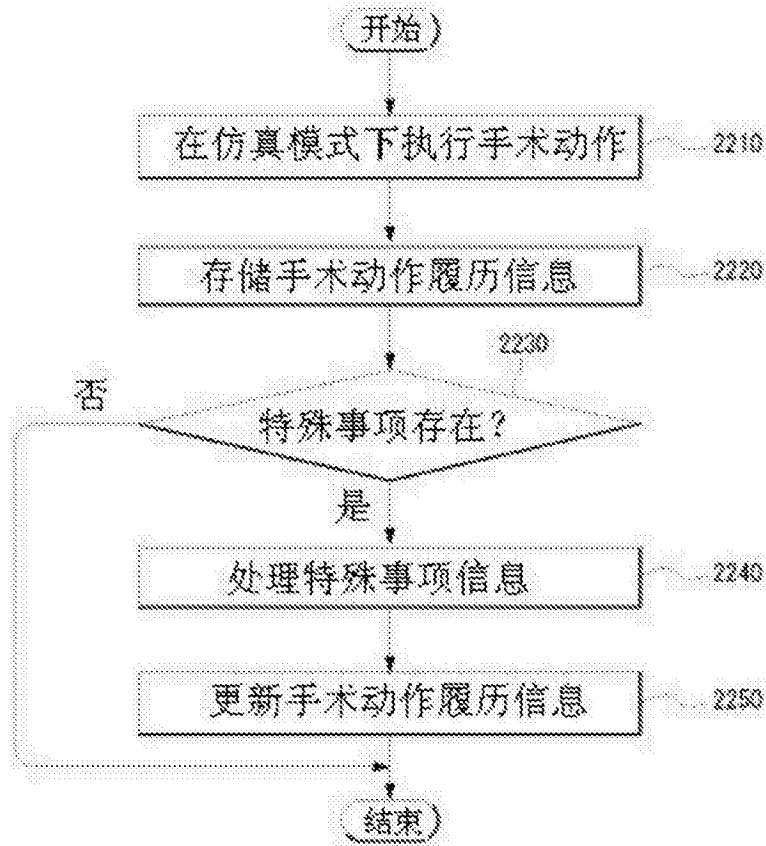 开始
在仿真模式下执行手术动作
2210
存储手术动作履历信息
2220
2230
否
特殊事项存在?
是
处理特殊事项信息
2240
更新手术动作履历信息
2250
结束